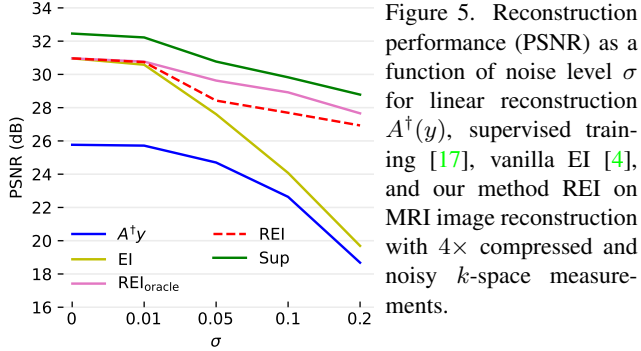 34
32
30
28
26
24
22
20
18
16
PSNR (dB)
A†y
EI
REIoracle
REI
Sup
0 0.01 0.05 0.1 0.2
σ
Figure 5. Reconstruction
performance (PSNR) as a
function of noise level σ
for linear reconstruction
A†(y), supervised train-
ing [17], vanilla EI [4],
and our method REI on
MRI image reconstruction
with 4× compressed and
noisy k-space measure-
ments.